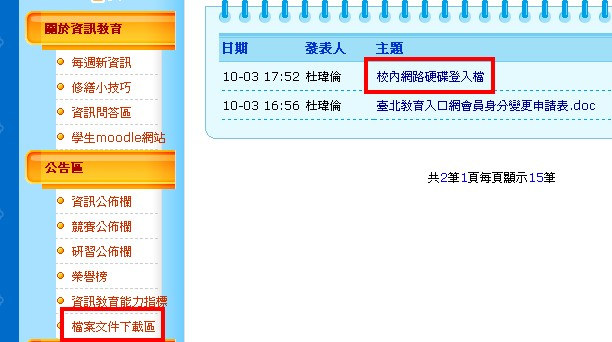 關於資訊教育
每週新資訊
修繕小技巧
資訊問答區
學生moodle網站
公告區
資訊公佈欄
競賽公佈欄
研習公佈欄
榮譽榜
資訊教育能力指標
檔案文件下載區
日期 發表人 主題
10-03 17:52 杜瑋倫 校內網路硬碟登入檔
10-03 16:56 杜瑋倫 臺北教育入口網會員身分變更申請表.doc
共2筆1頁每頁顯示15筆